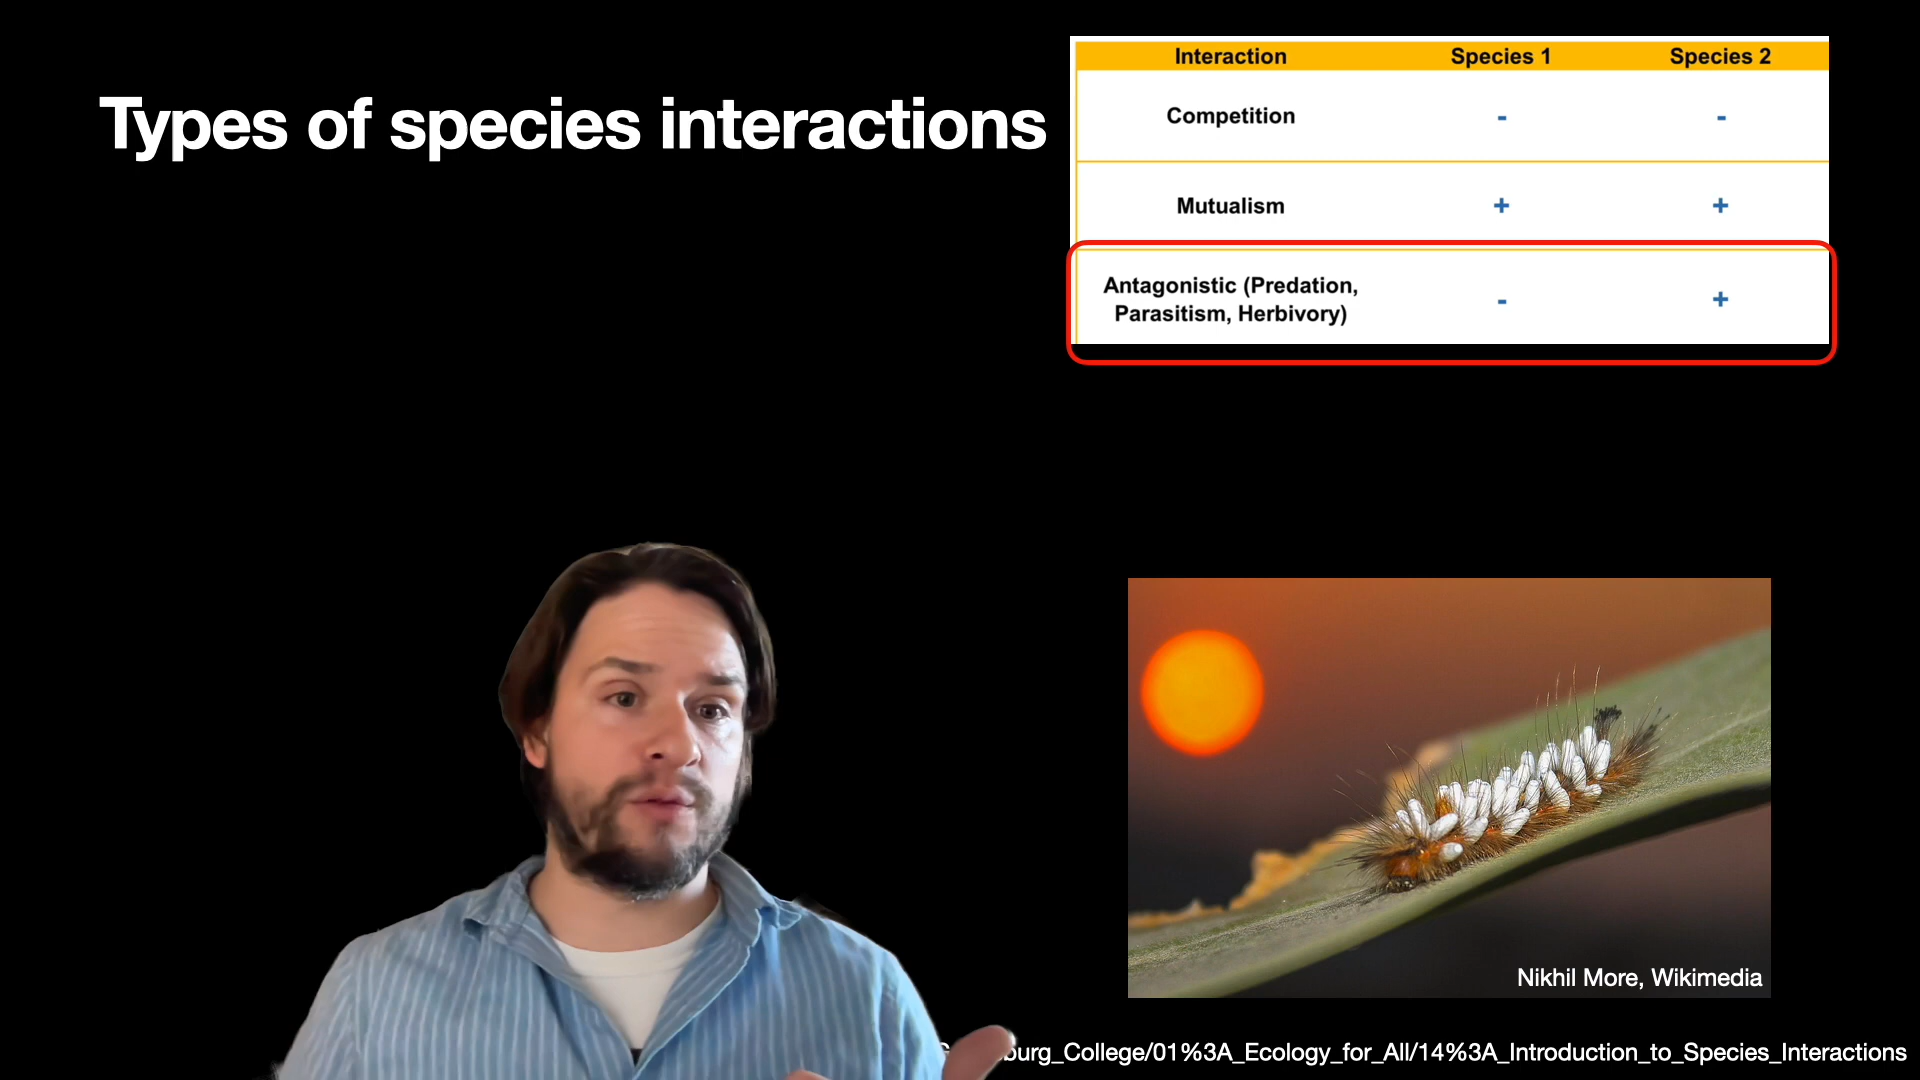 Types of species interactions
Interaction Species 1 Species 2
Competition - -
Mutualism + +
Antagonistic (Predation,
Parasitism, Herbivory) - +
Nikhil More, Wikimedia
burg_College/01%3A_Ecology_for_All/14%3A_Introduction_to_Species_Interactions